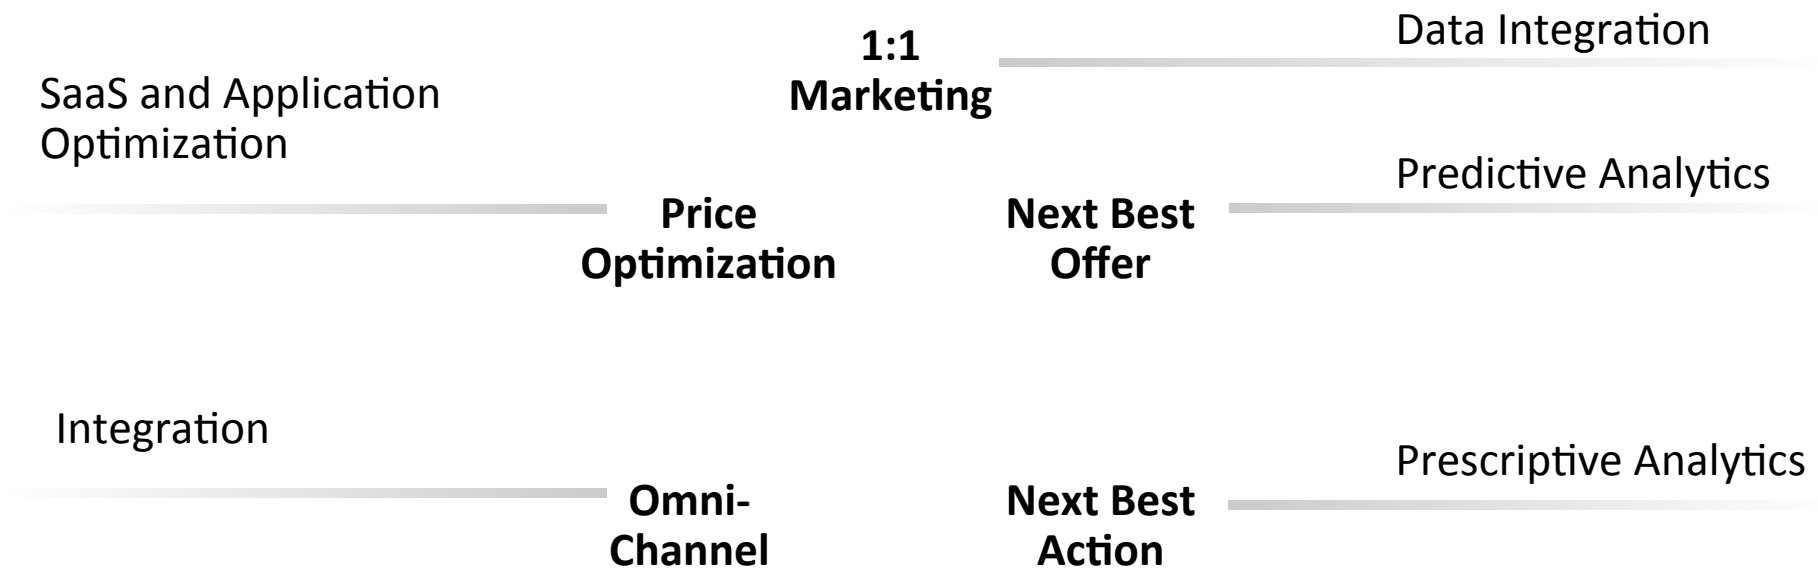 Data Integration
1:1
Marketing
SaaS and Application
Optimization
Predictive Analytics
Price
Optimization
Next Best
Offer
Integration
Prescriptive Analytics
Omni-
Channel
Next Best
Action